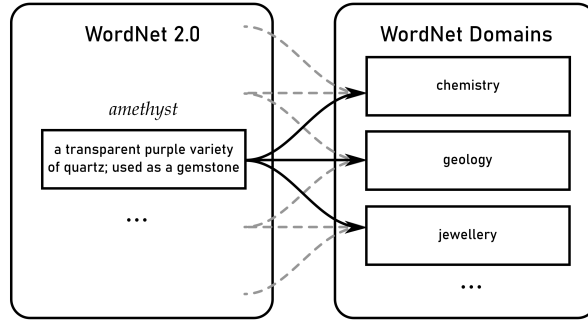 WordNet 2.0
amethyst
a transparent purple variety
of quartz; used as a gemstone
...
WordNet Domains
chemistry
geology
jewellery
...